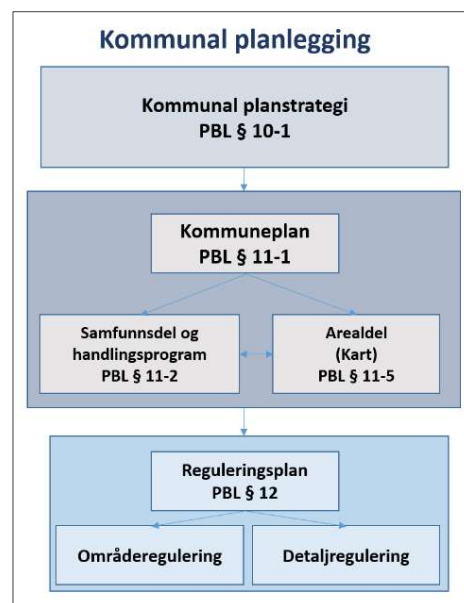 Kommunal planlegging
Kommunal planstrategi
PBL § 10-1
Kommuneplan
PBL § 11-1
Samfunnsdel og
handlingsprogram
PBL § 11-2
Arealdel
(Kart)
PBL § 11-5
Reguleringsplan
PBL § 12
Områderegulering
Detaljregulering